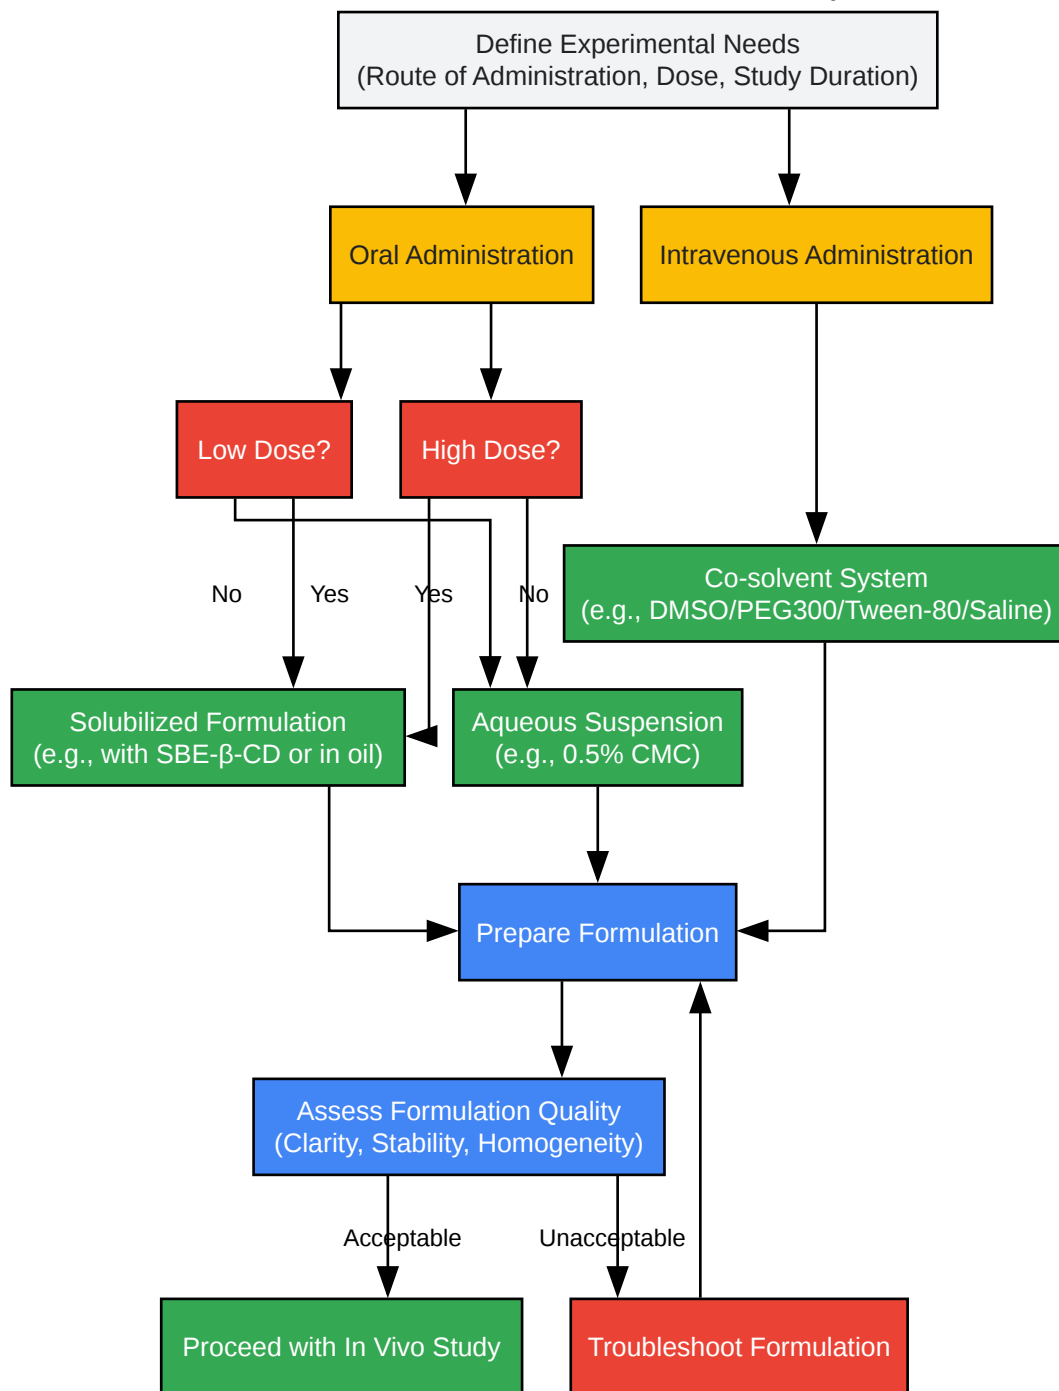 Define Experimental Needs
(Route of Administration, Dose, Study Duration)
Oral Administration
Intravenous Administration
Low Dose?
High Dose?
Co-solvent System
(e.g., DMSO/PEG300/Tween-80/Saline)
No
Yes
Yes
No
Solubilized Formulation
(e.g., with SBE-β-CD or in oil)
Aqueous Suspension
(e.g., 0.5% CMC)
Prepare Formulation
Assess Formulation Quality
(Clarity, Stability, Homogeneity)
Acceptable
Unacceptable
Proceed with In Vivo Study
Troubleshoot Formulation